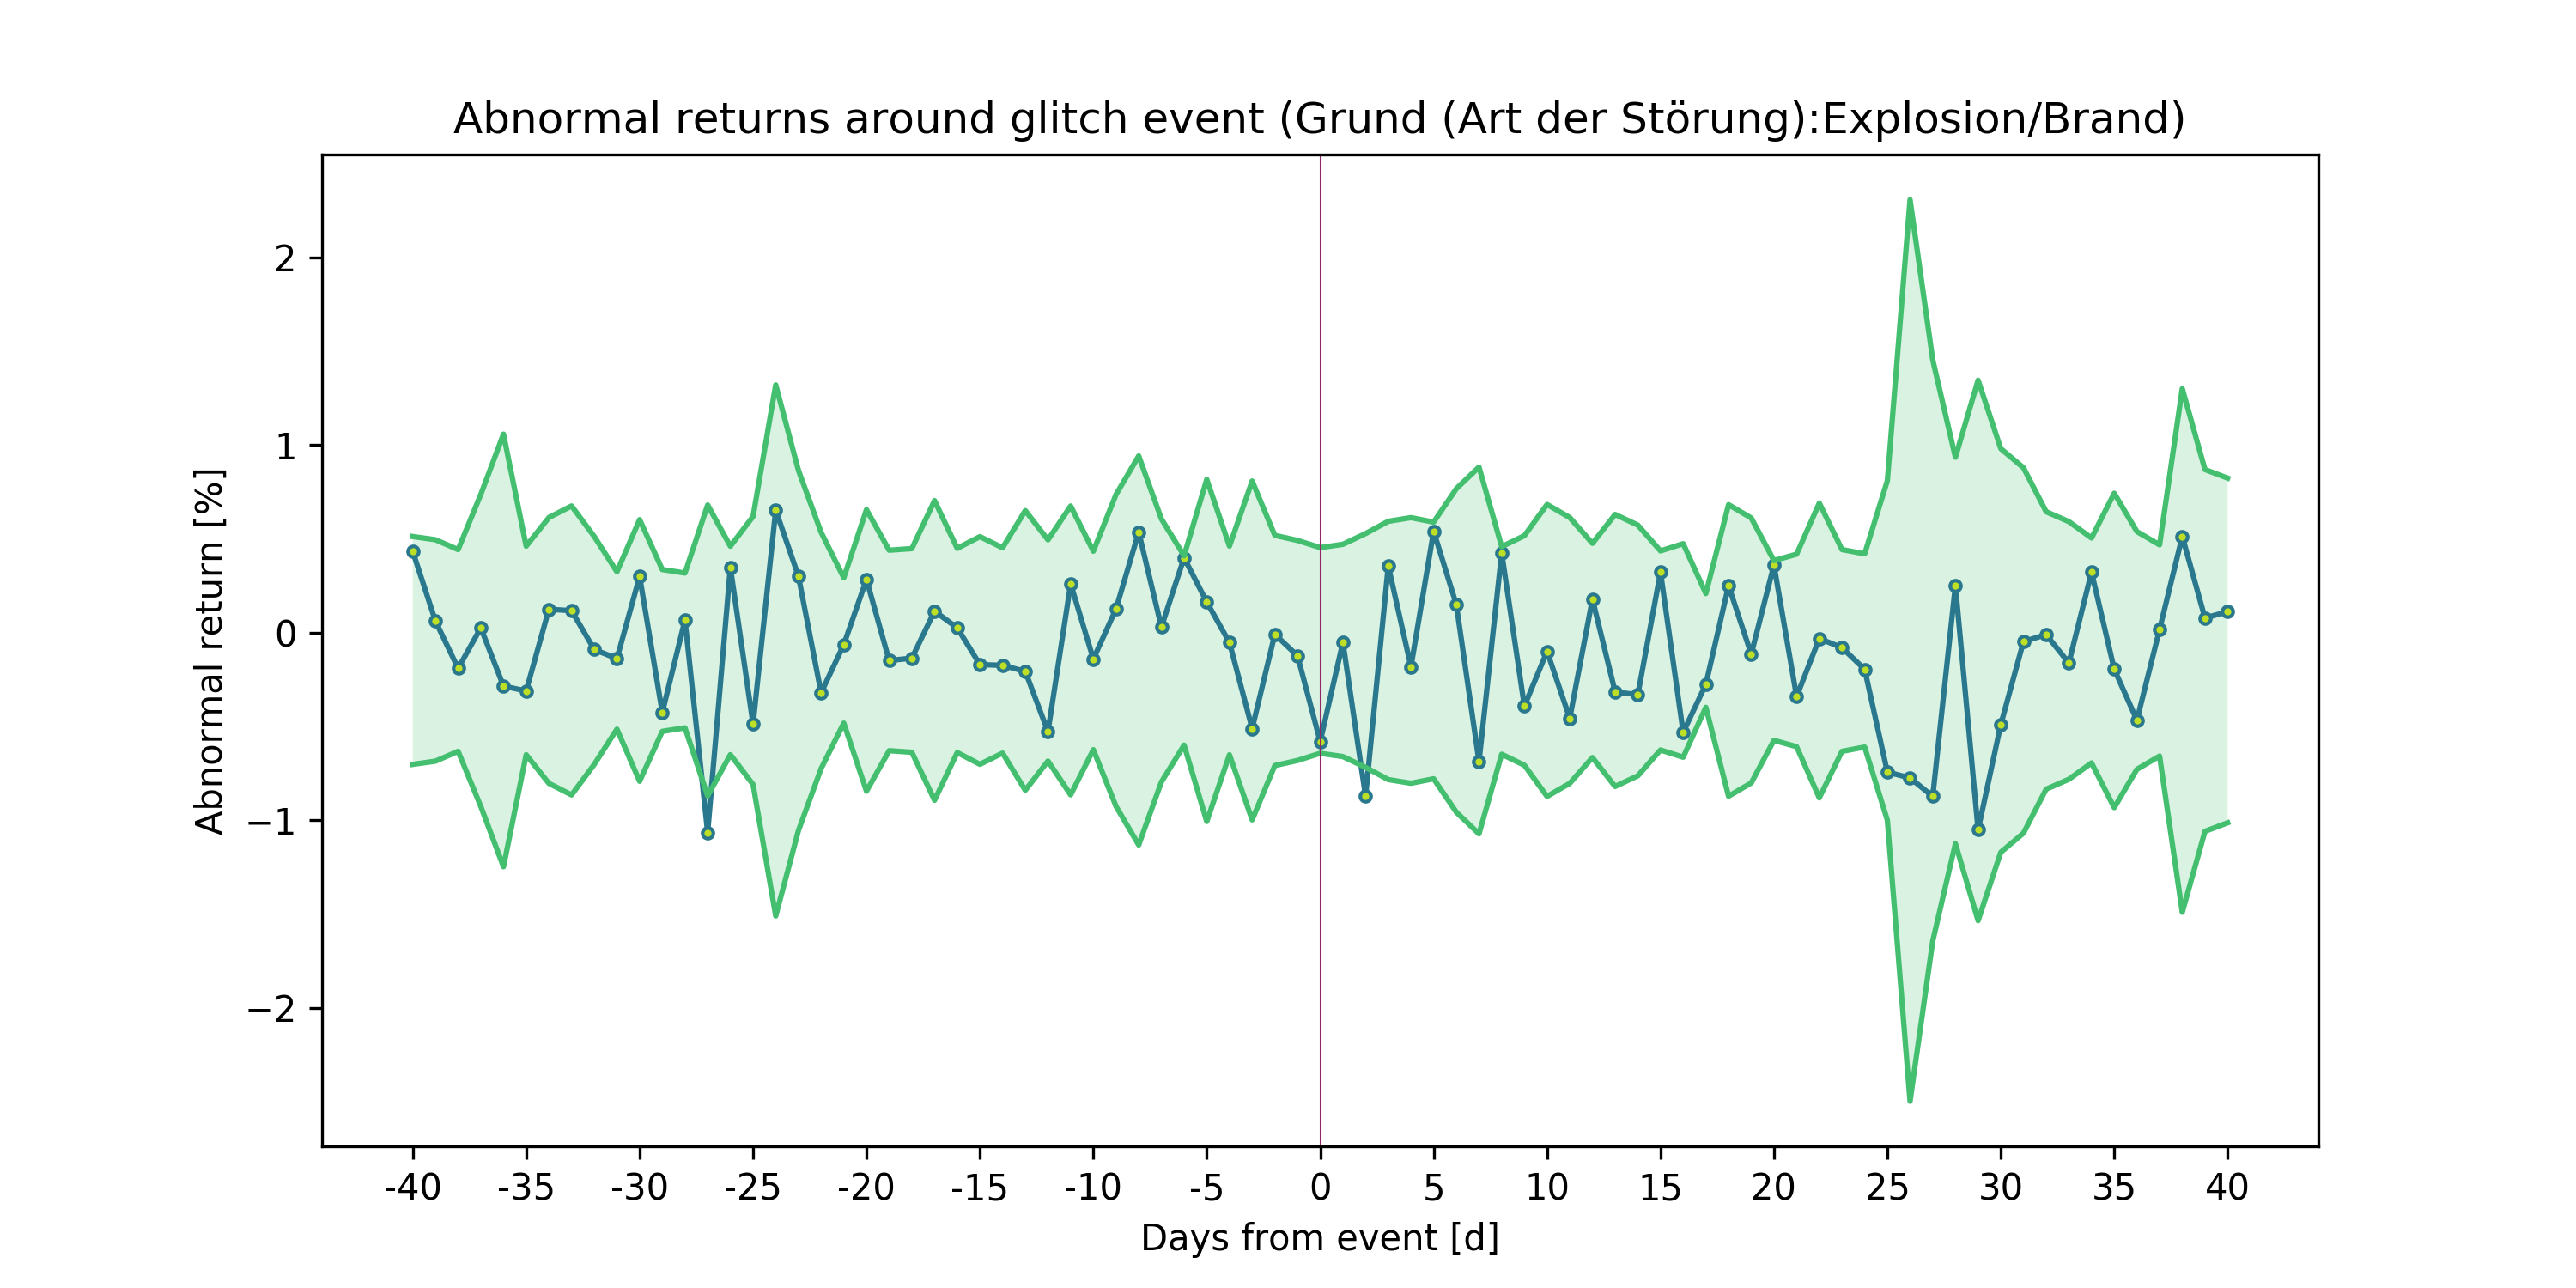 Abnormal returns around glitch event (Grund (Art der Störung):Explosion/Brand)
Abnormal return [%]
2
1
0
−1
−2
-40 -35 -30 -25 -20 -15 -10 -5 0 5 10 15 20 25 30 35 40
Days from event [d]